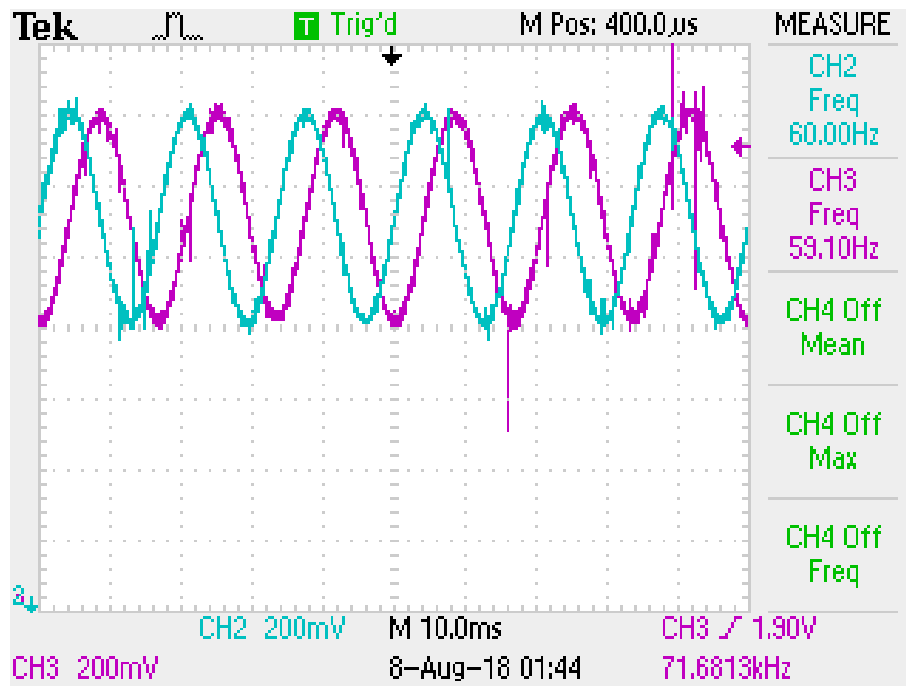 Tek T Trig'd M Pos: 400.0µs MEASURE
CH2
Freq
60.00Hz
CH3
Freq
59.10Hz
CH4 Off
Mean
CH4 Off
Max
CH4 Off
Freq
CH2 200mV M 10.0ms CH3 1.90V
CH3 200mV 8-Aug-18 01:44 71.6813kHz